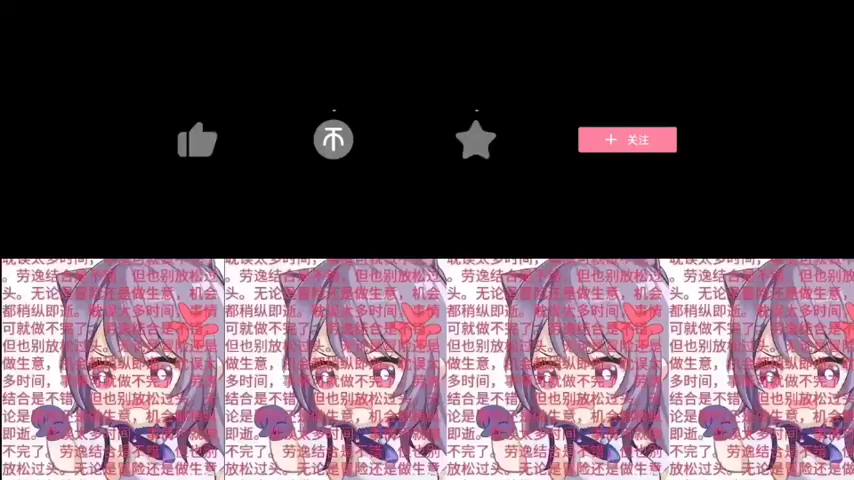 关注
耽误太多时间，
。劳逸结合是不错，但也别放松过
头。无论是冒险还是做生意，机会
都稍纵即逝。耽误太多时间，事情
可就做不完了。劳逸结合是不错，
但也别放松过头。无论是冒险还是
做生意，机会都稍纵即逝。耽误太
多时间，事情可就做不完了。劳逸
结合是不错，但也别放松过头。无
论是冒险还是做生意，机会都稍纵
即逝。耽误太多时间，事情可就做
不完了。劳逸结合是不错，但也别
放松过头。无论是冒险还是做生意